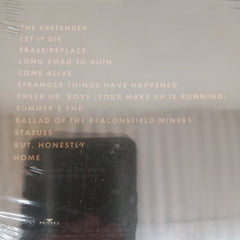 THE PRETENDER
LET IT DIE
ERASE/REPLACE
LONG ROAD TO RUIN
COME ALIVE
STRANGER THINGS HAVE HAPPENED
CHEER UP, BOYS (YOUR MAKE UP IS RUNNING)
SUMMER'S END
BALLAD OF THE BEACONSFIELD MINERS
STATUES
BUT, HONESTLY
HOME